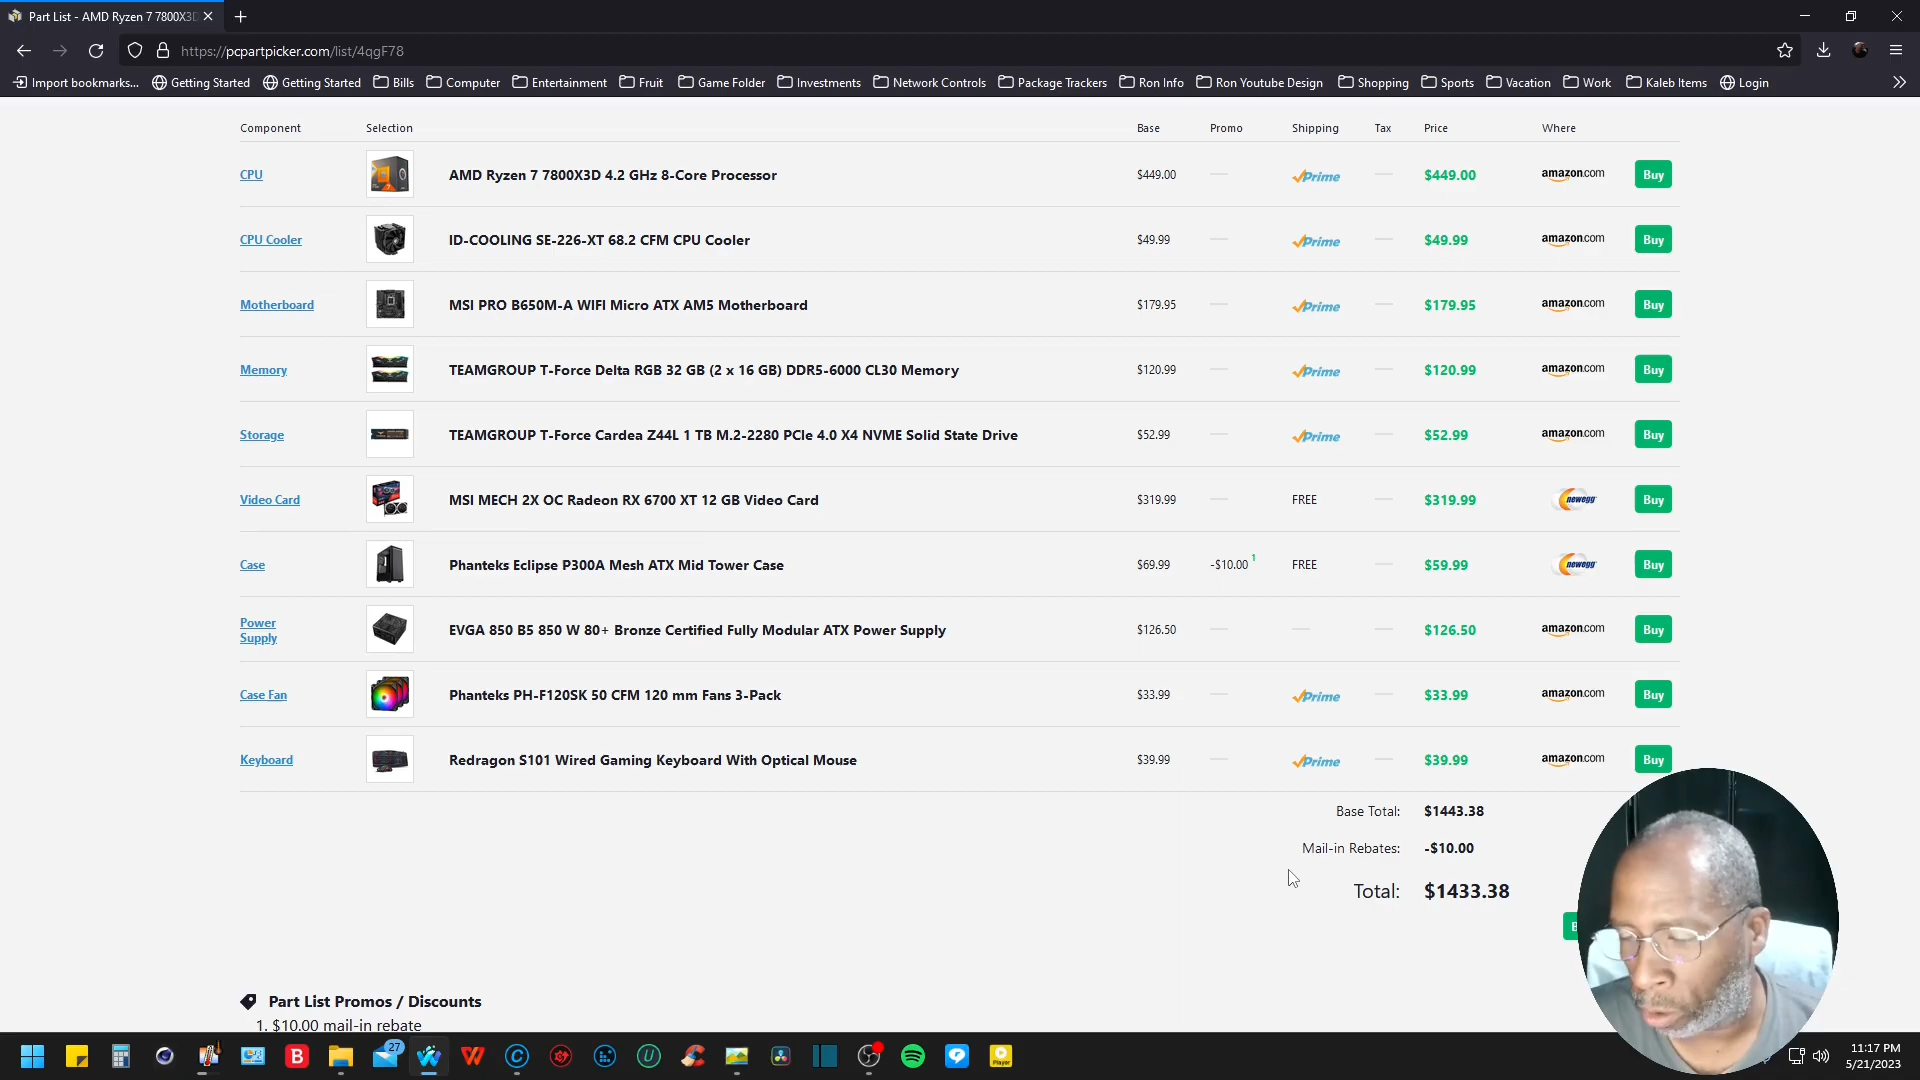 Part List - AMD Ryzen 7 7800X3D
https://pcpartpicker.com/list/4qgF78
Import bookmarks... Getting Started Getting Started Bills Computer Entertainment Fruit Game Folder Investments Network Controls Package Trackers Ron Info Ron Youtube Design Shopping Sports Vacation Work Kaleb Items Login
Component Selection Base Promo Shipping Tax Price Where
CPU AMD Ryzen 7 7800X3D 4.2 GHz 8-Core Processor $449.00 Prime $449.00 amazon.com Buy
CPU Cooler ID-COOLING SE-226-XT 68.2 CFM CPU Cooler $49.99 Prime $49.99 amazon.com Buy
Motherboard MSI PRO B650M-A WIFI Micro ATX AM5 Motherboard $179.95 Prime $179.95 amazon.com Buy
Memory TEAMGROUP T-Force Delta RGB 32 GB (2 x 16 GB) DDR5-6000 CL30 Memory $120.99 Prime $120.99 amazon.com Buy
Storage TEAMGROUP T-Force Cardea Z44L 1 TB M.2-2280 PCIe 4.0 X4 NVME Solid State Drive $52.99 Prime $52.99 amazon.com Buy
Video Card MSI MECH 2X OC Radeon RX 6700 XT 12 GB Video Card $319.99 FREE $319.99 newegg Buy
Case Phanteks Eclipse P300A Mesh ATX Mid Tower Case $69.99 -$10.00 1 FREE $59.99 newegg Buy
Power Supply EVGA 850 B5 850 W 80+ Bronze Certified Fully Modular ATX Power Supply $126.50 $126.50 amazon.com Buy
Case Fan Phanteks PH-F120SK 50 CFM 120 mm Fans 3-Pack $33.99 Prime $33.99 amazon.com Buy
Keyboard Redragon S101 Wired Gaming Keyboard With Optical Mouse $39.99 Prime $39.99 amazon.com Buy
Base Total: $1443.38
Mail-in Rebates: -$10.00
Total: $1433.38
Part List Promos / Discounts
1. $10.00 mail-in rebate
27
11:17 PM
5/21/2023